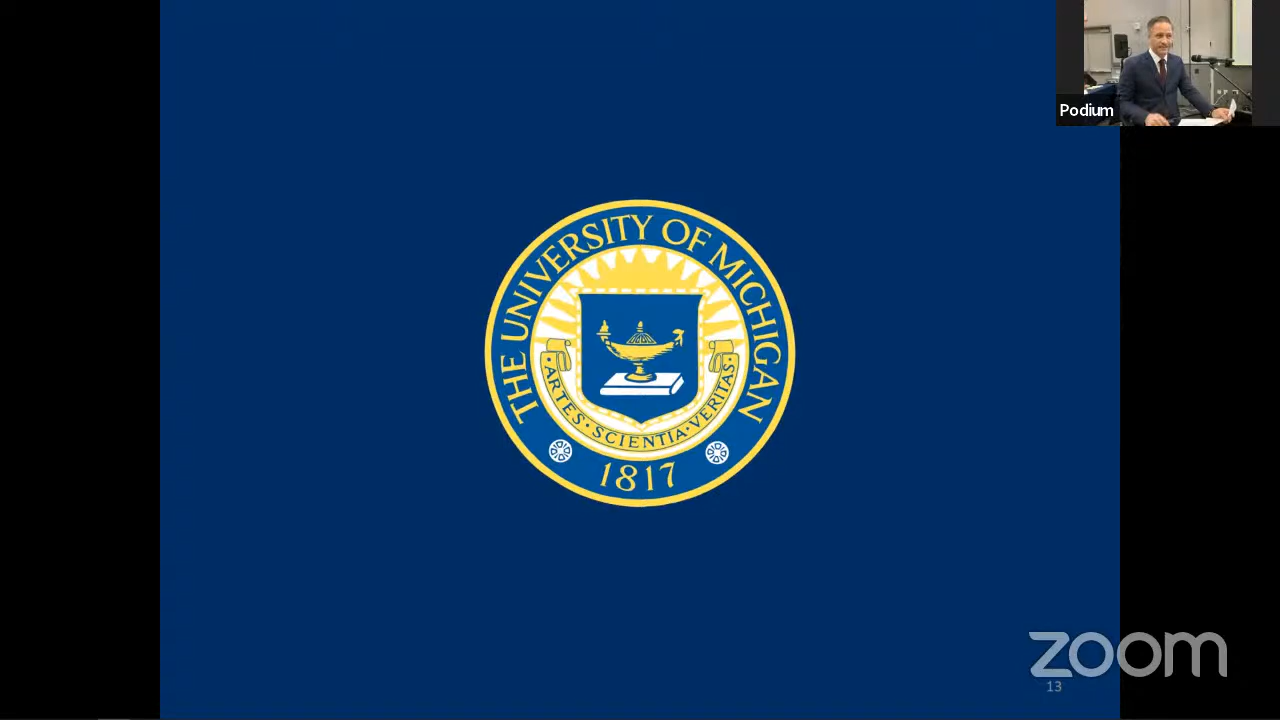 Podium
THE UNIVERSITY OF MICHIGAN
·ARTES·SCIENTIA·VERITAS·
1817
zoom
13